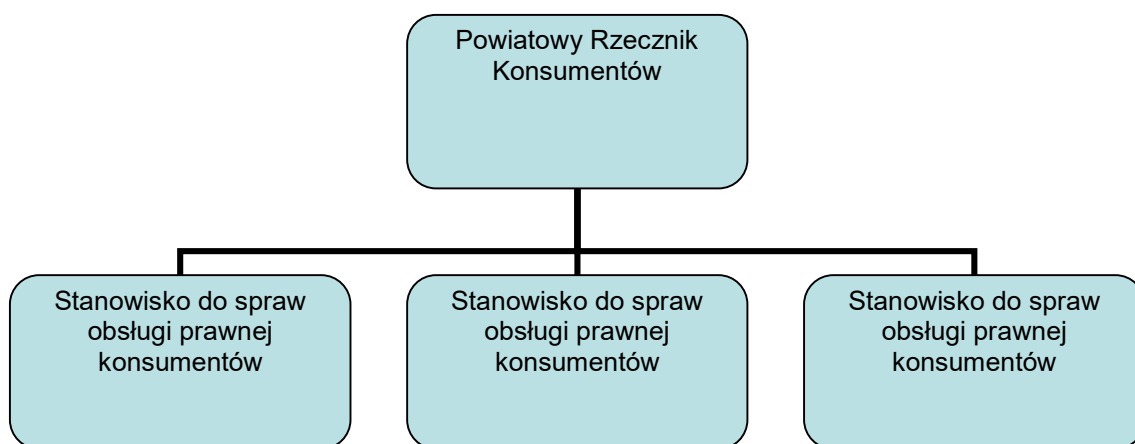 Powiatowy Rzecznik
Konsumentów
Stanowisko do spraw
obsługi prawnej
konsumentów
Stanowisko do spraw
obsługi prawnej
konsumentów
Stanowisko do spraw
obsługi prawnej
konsumentów